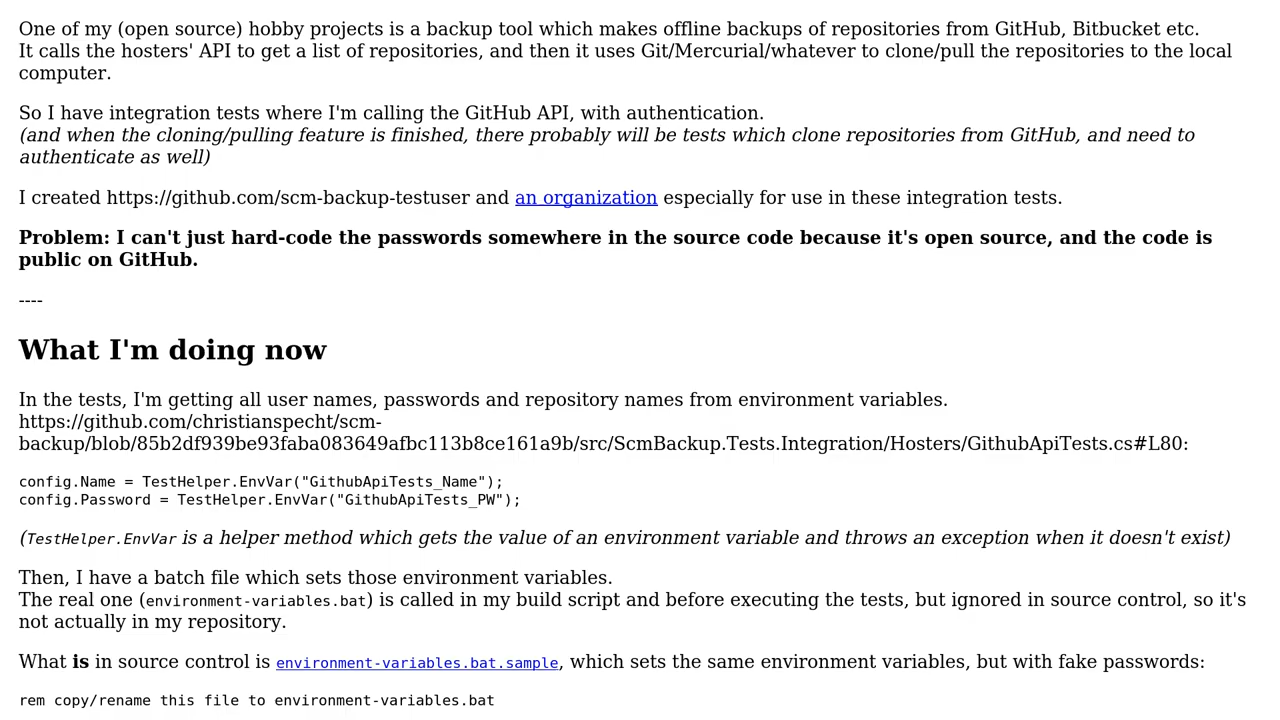 One of my (open source) hobby projects is a backup tool which makes offline backups of repositories from GitHub, Bitbucket etc.
It calls the hosters' API to get a list of repositories, and then it uses Git/Mercurial/whatever to clone/pull the repositories to the local
computer.
So I have integration tests where I'm calling the GitHub API, with authentication.
(and when the cloning/pulling feature is finished, there probably will be tests which clone repositories from GitHub, and need to
authenticate as well)
I created https://github.com/scm-backup-testuser and an organization especially for use in these integration tests.
Problem: I can't just hard-code the passwords somewhere in the source code because it's open source, and the code is
public on GitHub.
----
What I'm doing now
In the tests, I'm getting all user names, passwords and repository names from environment variables.
https://github.com/christianspecht/scm-
backup/blob/85b2df939be93faba083649afbc113b8ce161a9b/src/ScmBackup.Tests.Integration/Hosters/GithubApiTests.cs#L80:
config.Name = TestHelper.EnvVar("GithubApiTests_Name");
config.Password = TestHelper.EnvVar("GithubApiTests_PW");
(TestHelper.EnvVar is a helper method which gets the value of an environment variable and throws an exception when it doesn't exist)
Then, I have a batch file which sets those environment variables.
The real one (environment-variables.bat) is called in my build script and before executing the tests, but ignored in source control, so it's
not actually in my repository.
What is in source control is environment-variables.bat.sample, which sets the same environment variables, but with fake passwords:
rem copy/rename this file to environment-variables.bat